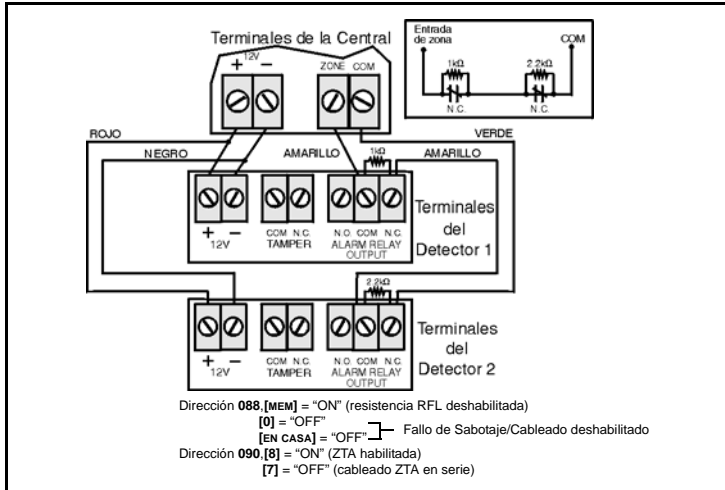 Terminales de la Central
+ 12V −
ZONE COM
Entrada
de zona
COM
1kΩ
2.2kΩ
N.C.
N.C.
ROJO
VERDE
NEGRO
AMARILLO
1kΩ
AMARILLO
+ −
12V
COM N.C.
TAMPER
N.O. COM N.C.
ALARM RELAY
OUTPUT
Terminales
del
Detector 1
2.2kΩ
+ −
12V
COM N.C.
TAMPER
N.O. COM N.C.
ALARM RELAY
OUTPUT
Terminales
del
Detector 2
Dirección 088,[MEM] = “ON” (resistencia RFL deshabilitada)
[0] = “OFF”
[EN CASA] = “OFF”
Fallo de Sabotaje/Cableado deshabilitado
Dirección 090,[8] = “ON” (ZTA habilitada)
[7] = “OFF” (cableado ZTA en serie)